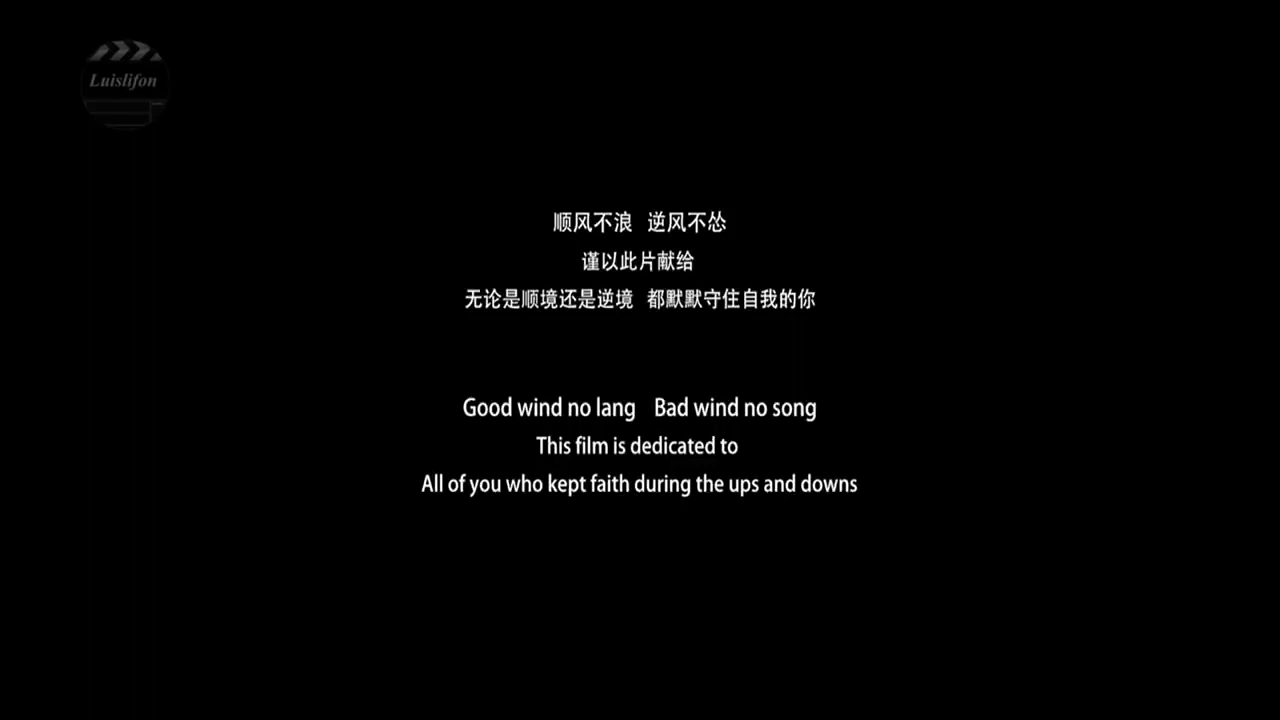 Luislifon
顺风不浪 逆风不怂
谨以此片献给
无论是顺境还是逆境 都默默守住自我的你
Good wind no lang Bad wind no song
This film is dedicated to
All of you who kept faith during the ups and downs